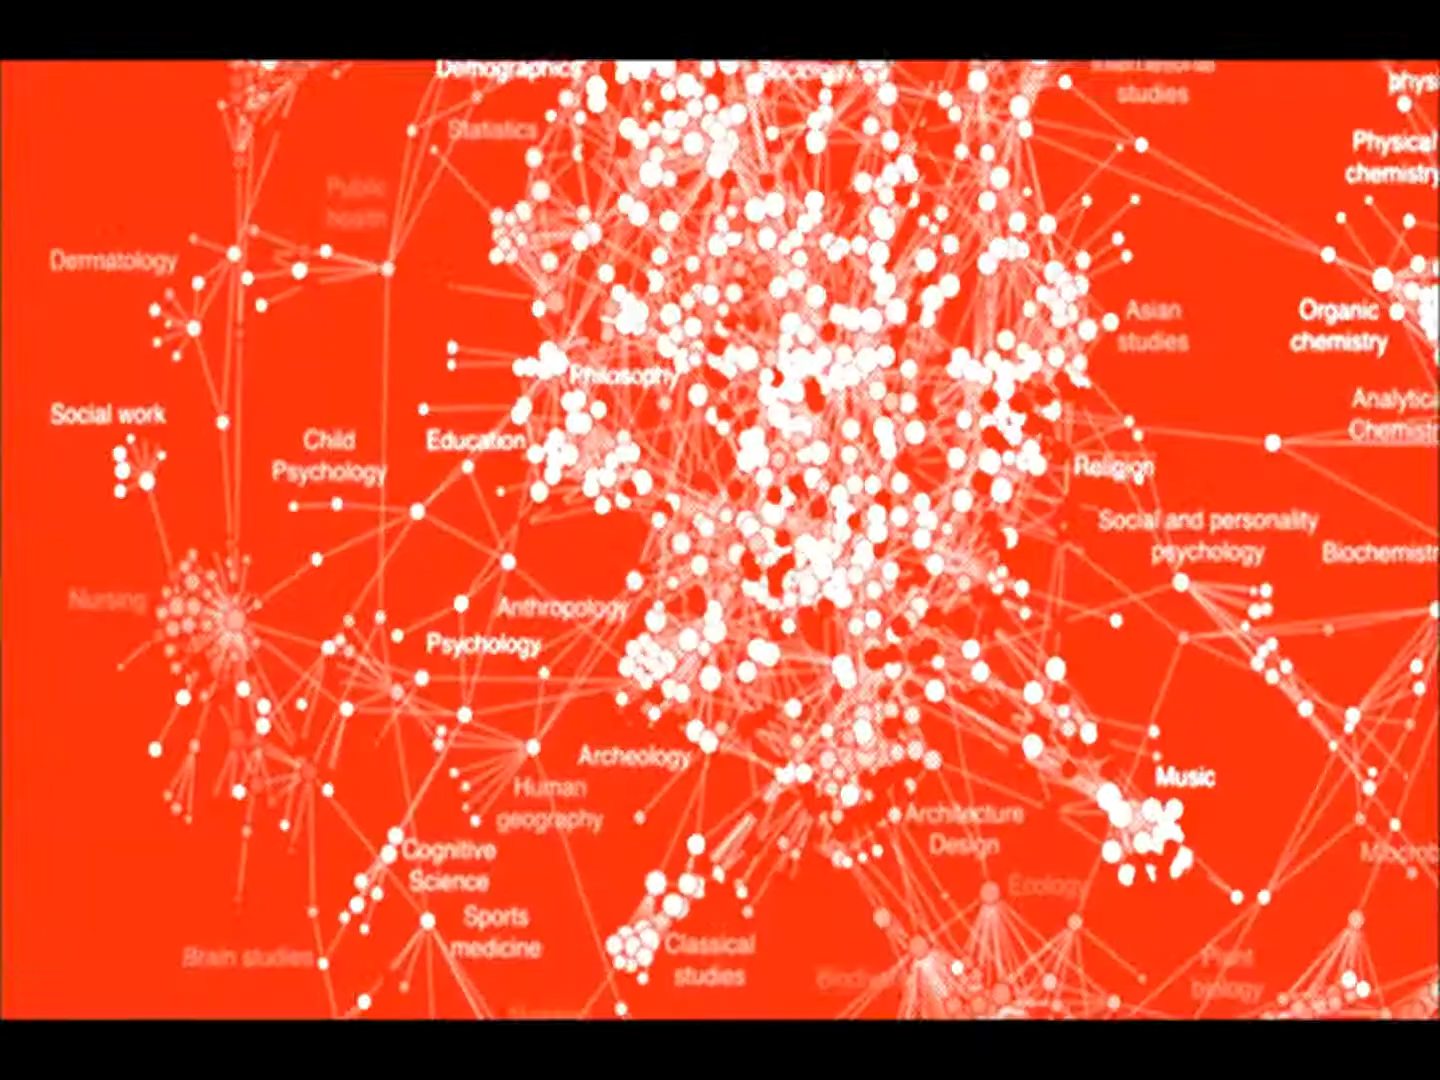 Demographics
studies
Physical
chemistry
Statistics
Public
health
Dermatology
Asian
studies
Organic
chemistry
Philosophy
Social work
Child
Psychology
Education
Religion
Social and personality
psychology
Nursing
Anthropology
Psychology
Archeology
Human
geography
Music
Architecture
Design
Cognitive
Science
Ecology
Sports
medicine
Classical
studies
Brain studies
Plant
biology